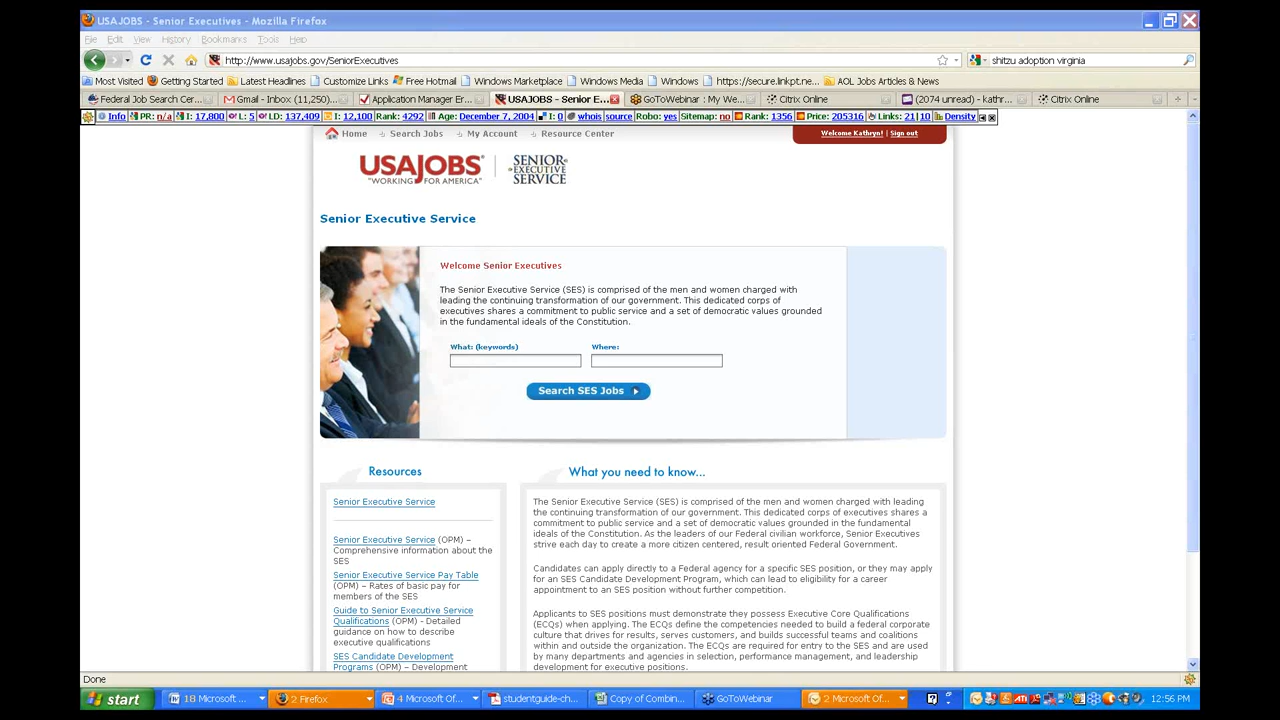 USAJOBS - Senior Executives - Mozilla Firefox
File Edit View History Bookmarks Tools Help
http://www.usajobs.gov/SeniorExecutives
shitzu adoption virginia
Most Visited Getting Started Latest Headlines Customize Links Free Hotmail Windows Marketplace Windows Media Windows https://secure.linkpt.ne... AOL Jobs Articles & News
Federal Job Search Cer... Gmail - Inbox (11,250)... Application Manager Er... USAJOBS - Senior E... GoToWebinar : My We... Citrix Online (2074 unread) - kathr... Citrix Online
Info PR: n/a I: 17,800 L: 5 LD: 137,409 I: 12,100 Rank: 4292 Age: December 7, 2004 I: 0 whois source Robo: yes Sitemap: no Rank: 1356 Price: 205316 Links: 21|10 Density
Home Search Jobs My Account Resource Center
Welcome Kathryn! | Sign out
USAJOBS
"WORKING FOR AMERICA"
SENIOR
EXECUTIVE
SERVICE
Senior Executive Service
Welcome Senior Executives
The Senior Executive Service (SES) is comprised of the men and women charged with
leading the continuing transformation of our government. This dedicated corps of
executives shares a commitment to public service and a set of democratic values grounded
in the fundamental ideals of the Constitution.
What: (keywords) Where:
Search SES Jobs
Resources
Senior Executive Service
Senior Executive Service (OPM) –
Comprehensive information about the
SES
Senior Executive Service Pay Table
(OPM) – Rates of basic pay for
members of the SES
Guide to Senior Executive Service
Qualifications (OPM) - Detailed
guidance on how to describe
executive qualifications
SES Candidate Development
Programs (OPM) – Development
What you need to know...
The Senior Executive Service (SES) is comprised of the men and women charged with leading
the continuing transformation of our government. This dedicated corps of executives shares a
commitment to public service and a set of democratic values grounded in the fundamental
ideals of the Constitution. As the leaders of our Federal civilian workforce, Senior Executives
strive each day to create a more citizen centered, result oriented Federal Government.
Candidates can apply directly to a Federal agency for a specific SES position, or they may apply
for an SES Candidate Development Program, which can lead to eligibility for a career
appointment to an SES position without further competition.
Applicants to SES positions must demonstrate they possess Executive Core Qualifications
(ECQs) when applying. The ECQs define the competencies needed to build a federal corporate
culture that drives for results, serves customers, and builds successful teams and coalitions
within and outside the organization. The ECQs are required for entry to the SES and are used
by many departments and agencies in selection, performance management, and leadership
development for executive positions.
Done
start 18 Microsoft ... 2 Firefox 4 Microsoft Of... studentguide-ch... Copy of Combin... GoToWebinar 2 Microsoft Of... 12:56 PM